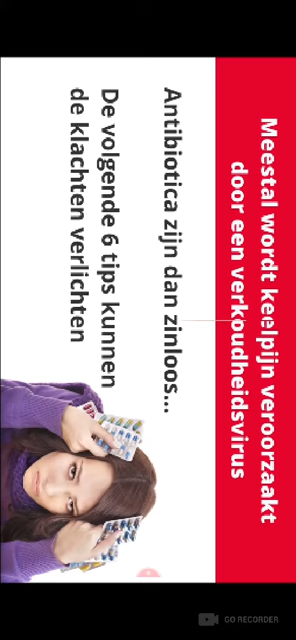 Meestal wordt keelpijn veroorzaakt
door een verkoudheidsvirus
Antibiotica zijn dan zinloos...
De volgende 6 tips kunnen
de klachten verlichten
GO RECORDER